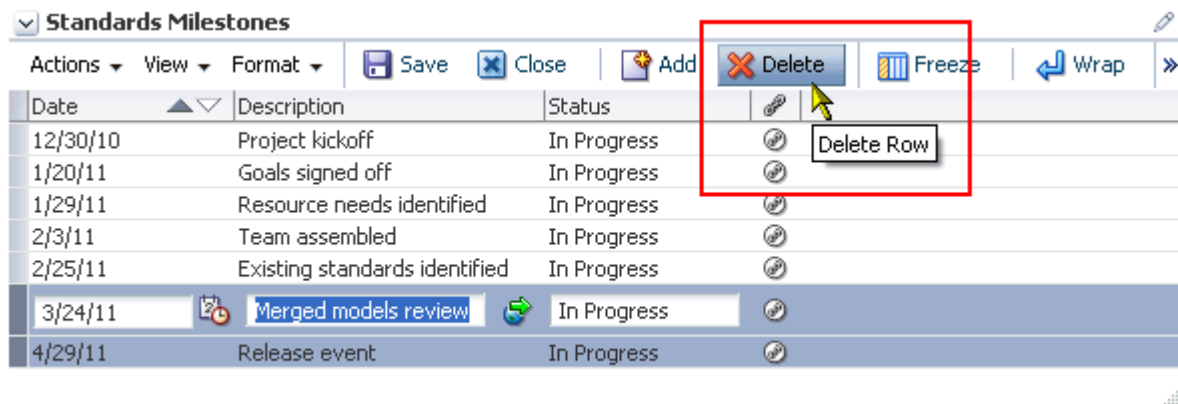 Standards Milestones
Actions View Format Save Close Add Delete Freeze Wrap »
Date Description Status
12/30/10 Project kickoff In Progress
Delete Row
1/20/11 Goals signed off In Progress
1/29/11 Resource needs identified In Progress
2/3/11 Team assembled In Progress
2/25/11 Existing standards identified In Progress
3/24/11 Merged models review In Progress
4/29/11 Release event In Progress